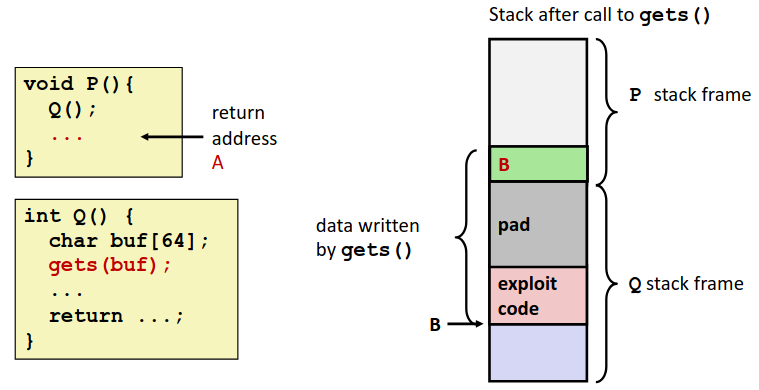 Stack after call to gets()
void P(){
Q();
...
}
return
address
A
int Q() {
char buf[64];
gets(buf);
...
return ...;
}
data written
by gets()
B
pad
exploit
code
B
P stack frame
Q stack frame